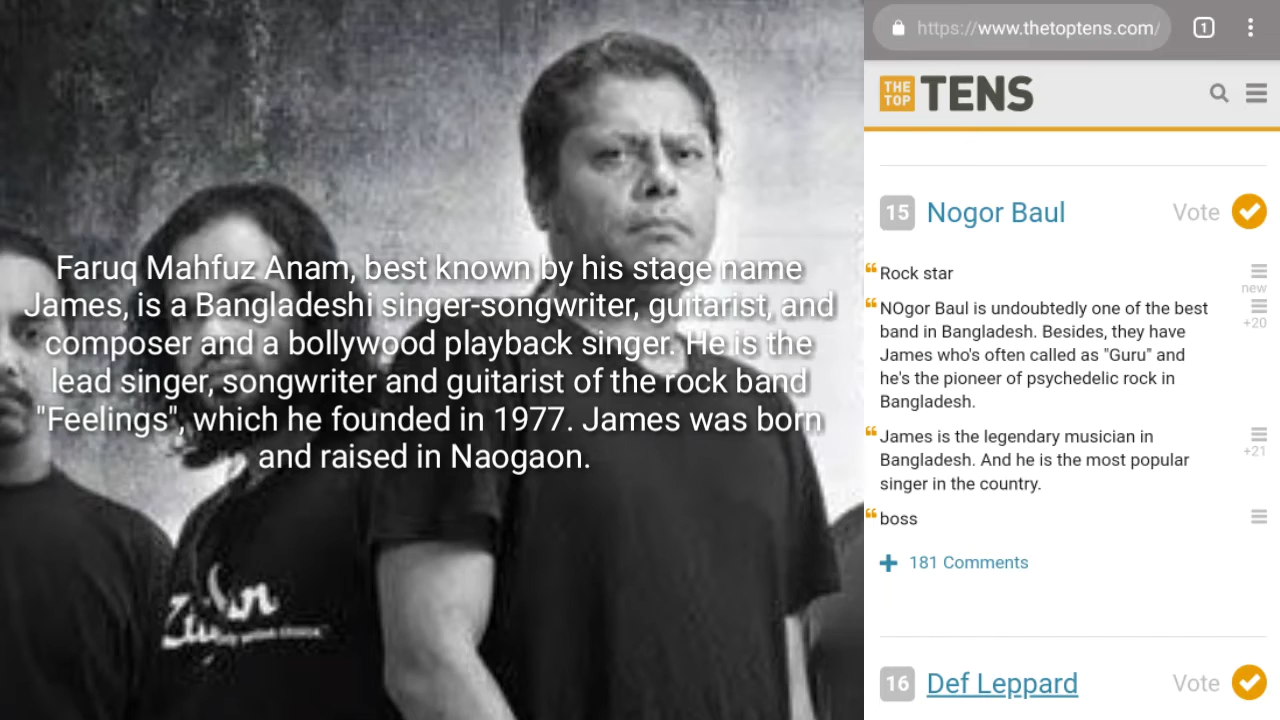 Faruq Mahfuz Anam, best known by his stage name
James, is a Bangladeshi singer-songwriter, guitarist, and
composer and a bollywood playback singer. He is the
lead singer, songwriter and guitarist of the rock band
"Feelings", which he founded in 1977. James was born
and raised in Naogaon.
https://www.thetoptens.com/
1
THE TOP TENS
15 Nogor Baul Vote
“ Rock star
new
“ NOgor Baul is undoubtedly one of the best
+20
band in Bangladesh. Besides, they have
James who's often called as "Guru" and
he's the pioneer of psychedelic rock in
Bangladesh.
“ James is the legendary musician in
+21
Bangladesh. And he is the most popular
singer in the country.
“ boss
+ 181 Comments
16 Def Leppard Vote